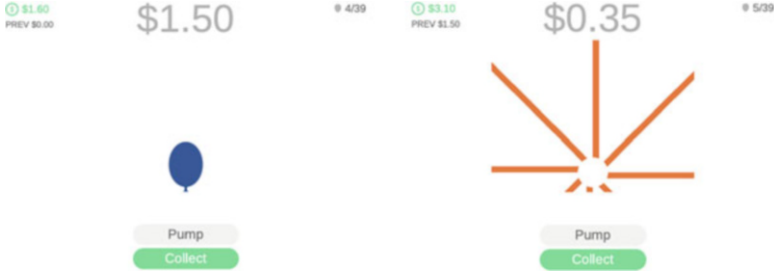 $1.60
PREV $0.00
$1.50
4/39
Pump
Collect
$3.10
PREV $1.50
$0.35
5/39
Pump
Collect